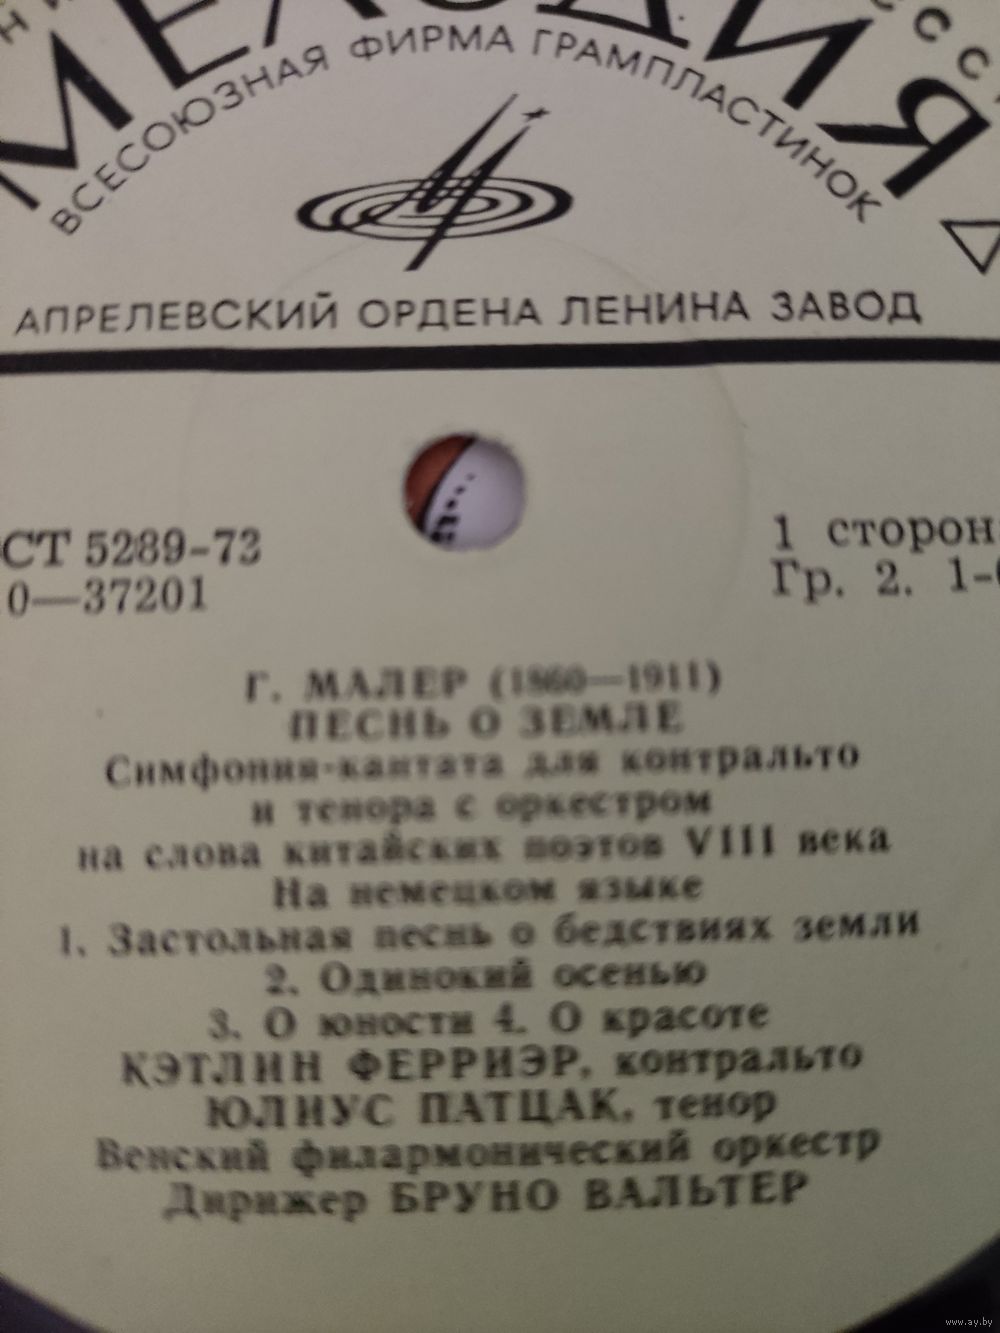 МЕЛОДИЯ
ВСЕСОЮЗНАЯ ФИРМА ГРАМПЛАСТИНОК
АПРЕЛЕВСКИЙ ОРДЕНА ЛЕНИНА ЗАВОД
СТ 5289-73
0—37201
1 сторон
Гр. 2. 1-
Г. МАЛЕР (1860—1911)
ПЕСНЬ О ЗЕМЛЕ
Симфония-кантата для контральто
и тенора с оркестром
на слова китайских поэтов VIII века
На немецком языке
1. Застольная песнь о бедствиях земли
2. Одинокий осенью
3. О юности 4. О красоте
КЭТЛИН ФЕРРИЭР, контральто
ЮЛИУС ПАТЦАК, тенор
Венский филармонический оркестр
Дирижер БРУНО ВАЛЬТЕР
www.ay.by